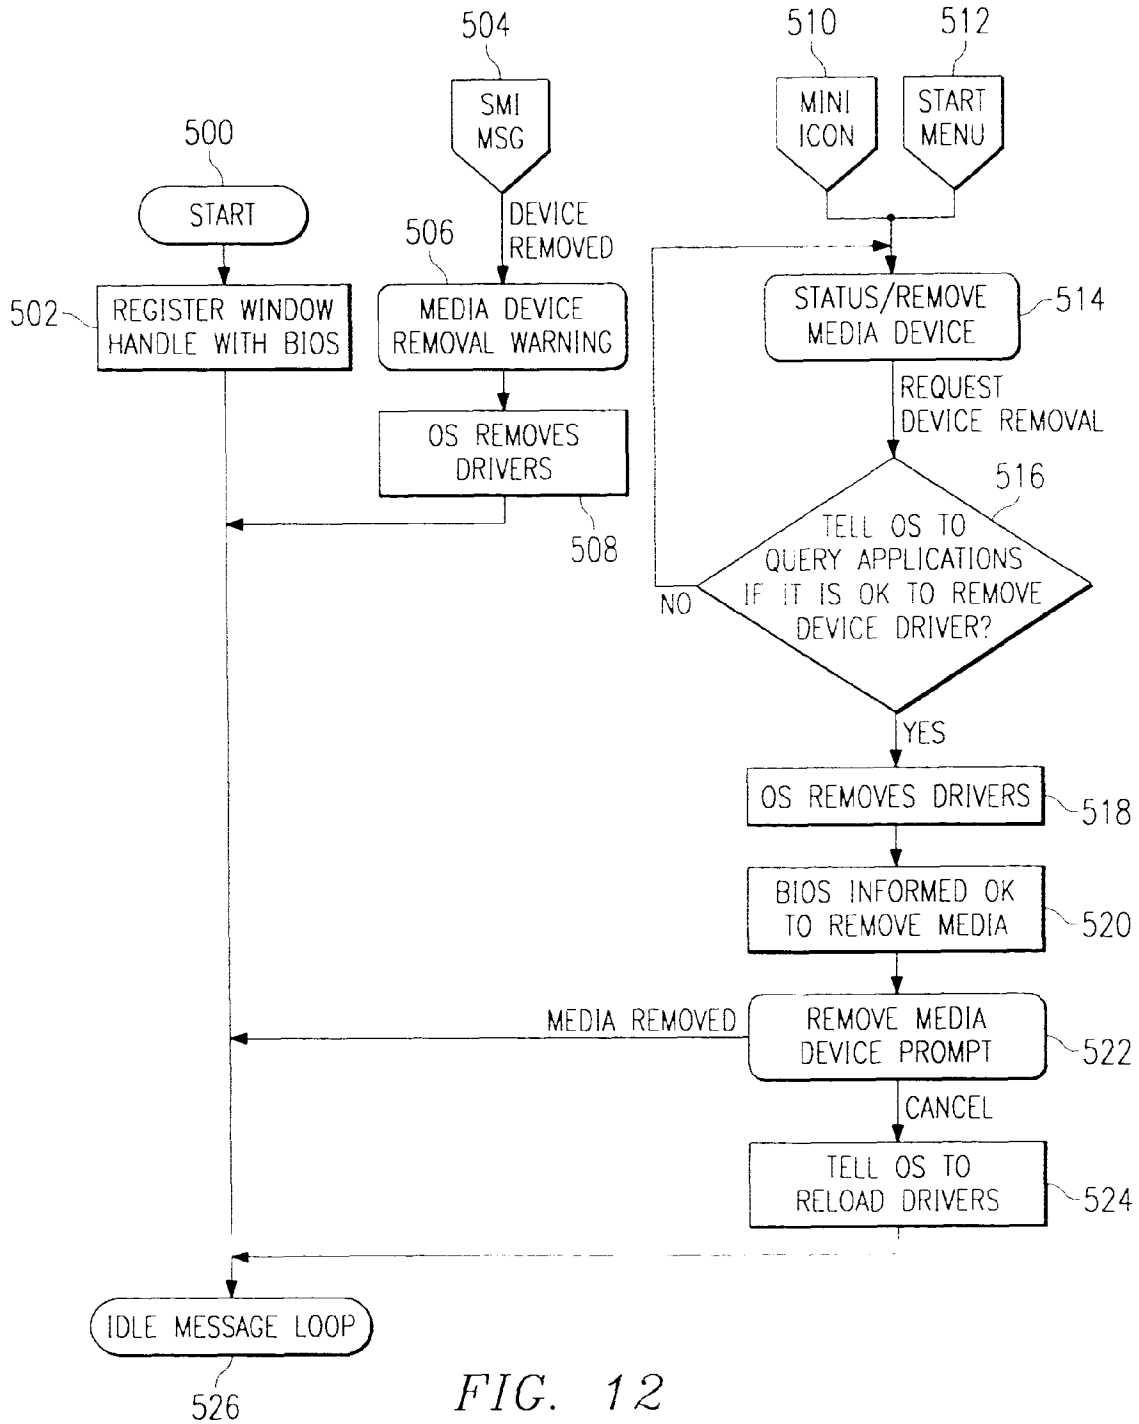 504
510
512
SMI
MSG
MINI
ICON
START
MENU
500
START
DEVICE
REMOVED
506
502
REGISTER WINDOW
HANDLE WITH BIOS
MEDIA DEVICE
REMOVAL WARNING
STATUS/REMOVE
MEDIA DEVICE
514
REQUEST
DEVICE REMOVAL
OS REMOVES
DRIVERS
508
516
TELL OS TO
QUERY APPLICATIONS
IF IT IS OK TO REMOVE
DEVICE DRIVER?
NO
YES
OS REMOVES DRIVERS
518
BIOS INFORMED OK
TO REMOVE MEDIA
520
MEDIA REMOVED
REMOVE MEDIA
DEVICE PROMPT
522
CANCEL
TELL OS TO
RELOAD DRIVERS
524
IDLE MESSAGE LOOP
526
FIG. 12